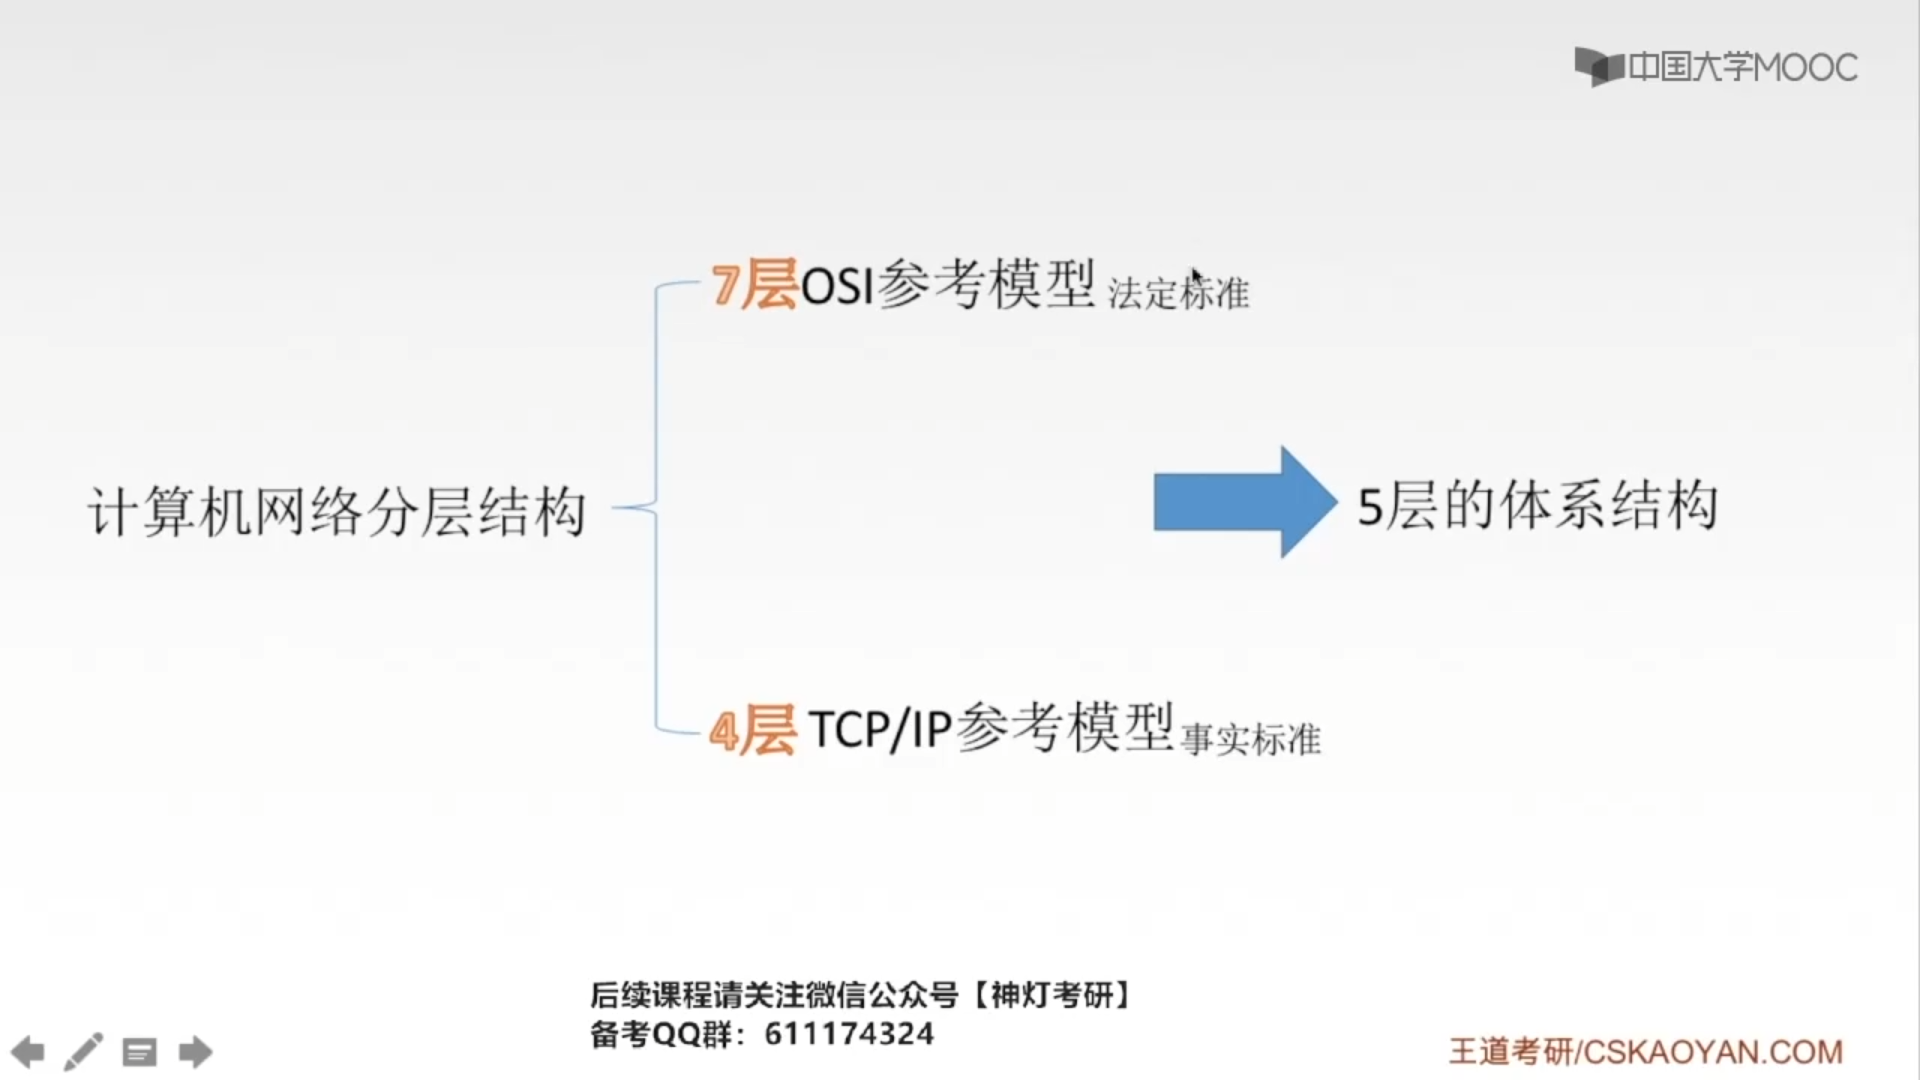 中国大学MOOC
7层OSI参考模型 法定标准
计算机网络分层结构
5层的体系结构
4层 TCP/IP参考模型 事实标准
后续课程请关注微信公众号【神灯考研】
备考QQ群：611174324
王道考研/CSKAOYAN.COM